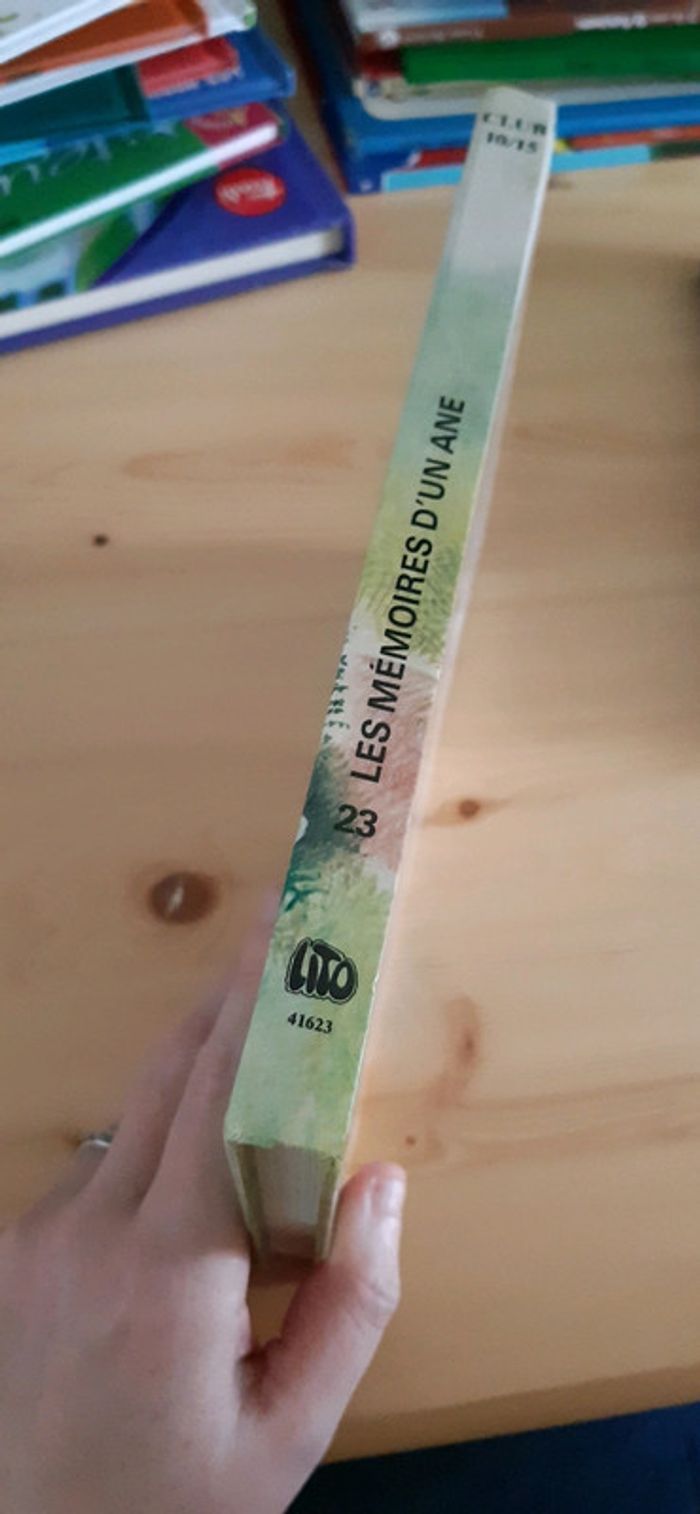 CLUB
10/15
LES MÉMOIRES D'UN ANE
23
LITO
41623